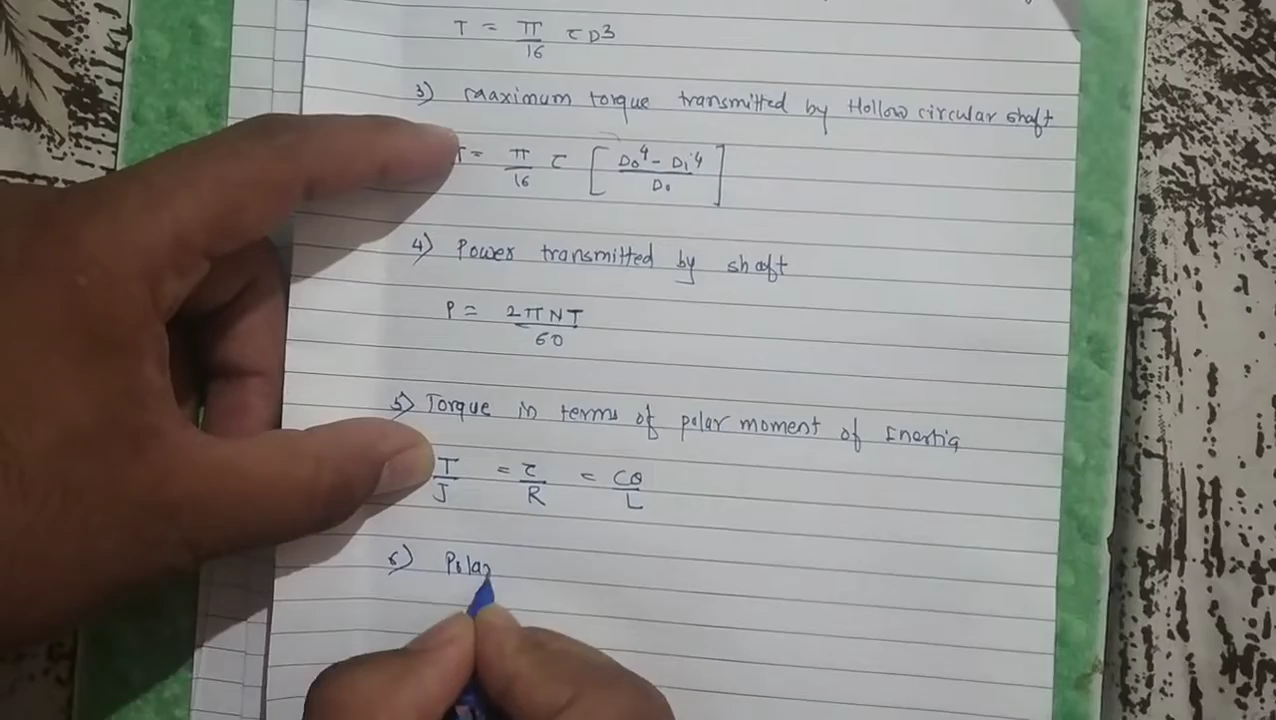 T = π/16 τ D³
3) Maximum torque transmitted by Hollow circular shaft
T = π/16 τ [ (Do⁴ - Di⁴)/Do ]
4) Power transmitted by shaft
P = 2πNT/60
5) Torque in terms of polar moment of Inertia
T/J = τ/R = Cθ/L
6) Polar